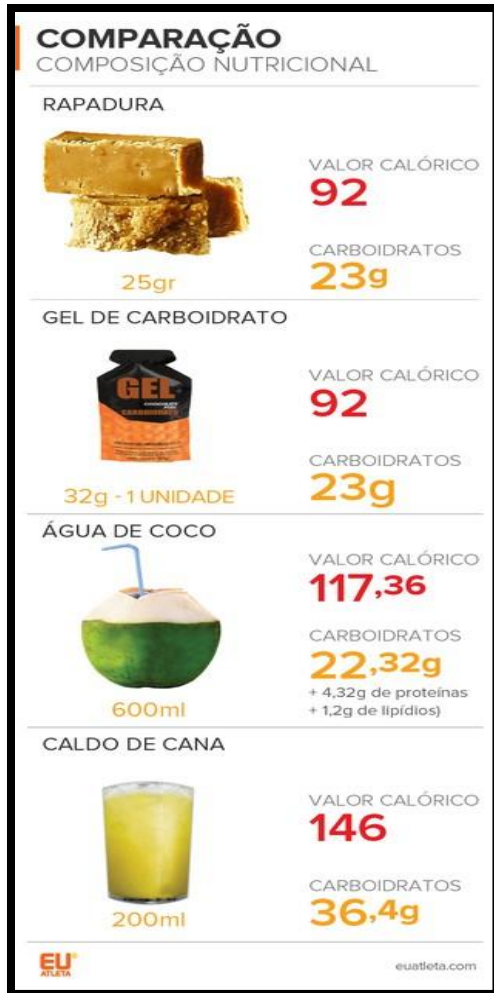 COMPARAÇÃO
COMPOSIÇÃO NUTRICIONAL
RAPADURA
VALOR CALÓRICO
92
CARBOIDRATOS
23g
25gr
GEL DE CARBOIDRATO
GEL
CARBOIDRATO
VALOR CALÓRICO
92
CARBOIDRATOS
23g
32g - 1 UNIDADE
ÁGUA DE COCO
VALOR CALÓRICO
117,36
CARBOIDRATOS
22,32g
+ 4,32g de proteínas
+ 1,2g de lipídios)
600ml
CALDO DE CANA
VALOR CALÓRICO
146
CARBOIDRATOS
36,4g
200ml
EU
ATLETA
euatleta.com